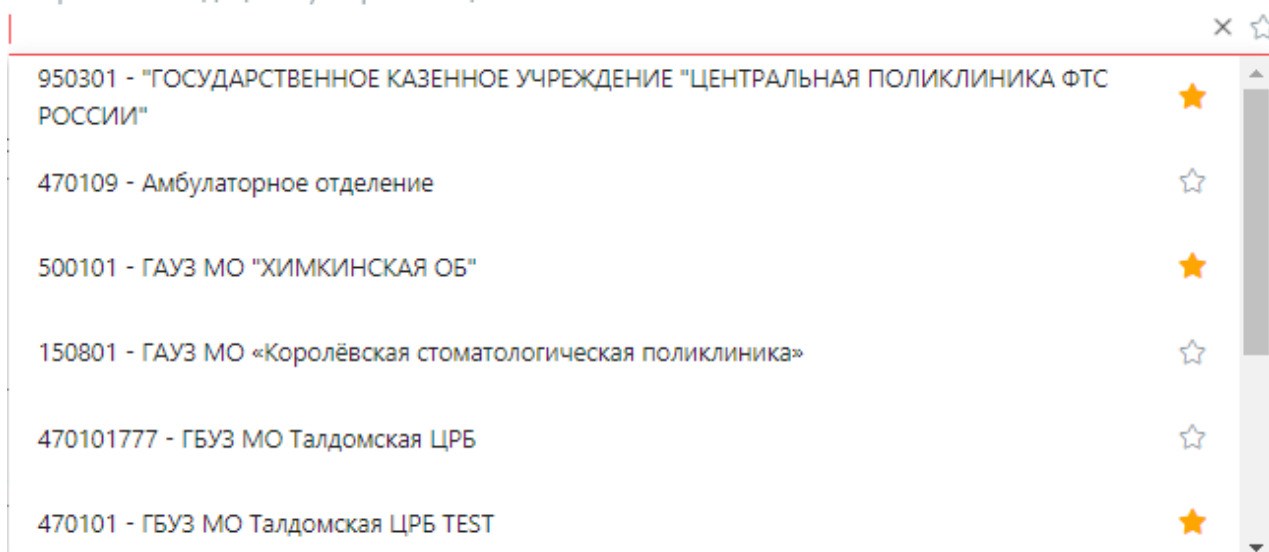 950301 - "ГОСУДАРСТВЕННОЕ КАЗЕННОЕ УЧРЕЖДЕНИЕ "ЦЕНТРАЛЬНАЯ ПОЛИКЛИНИКА ФТС
РОССИИ"
470109 - Амбулаторное отделение
500101 - ГАУЗ МО "ХИМКИНСКАЯ ОБ"
150801 - ГАУЗ МО «Королёвская стоматологическая поликлиника»
470101777 - ГБУЗ МО Талдомская ЦРБ
470101 - ГБУЗ МО Талдомская ЦРБ TEST